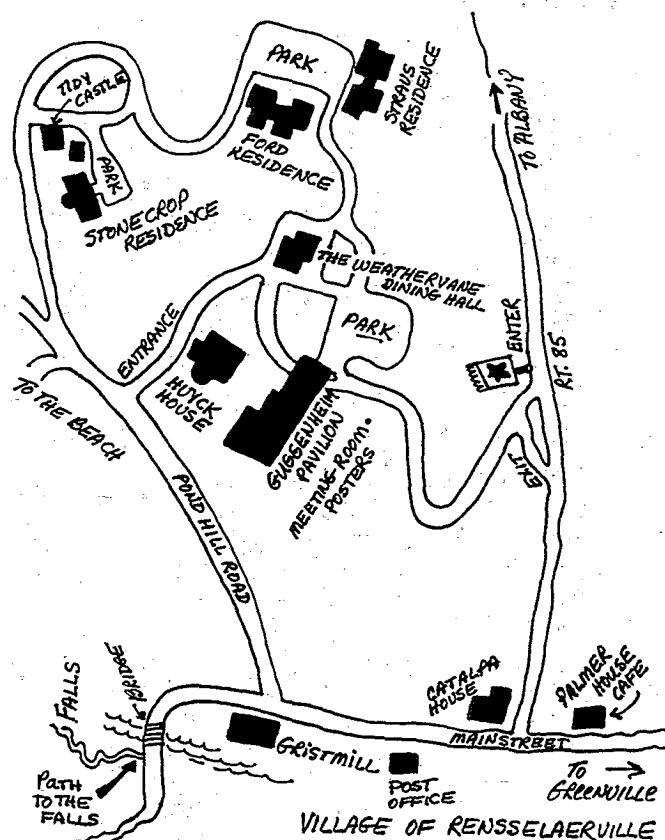 PARK
STRAUS
RESIDENCE
TIDY
CASTLE
FORD
RESIDENCE
TO ALBANY
PARK
STONECROP
RESIDENCE
THE WEATHERVANE
DINING HALL
PARK
ENTRANCE
ENTER
RT. 85
HUYCK
HOUSE
TO THE BEACH
GUGGENHEIM
PAVILION
MEETING ROOM.
POSTERS
EXIT
POND HILL ROAD
BRIDGE
FALLS
CATALPA
HOUSE
PALMER
HOUSE
CAFE
MAINSTREET
GRISTMILL
PATH
TO THE
FALLS
POST
OFFICE
TO
GREENVILLE
VILLAGE OF RENSSELAERVILLE